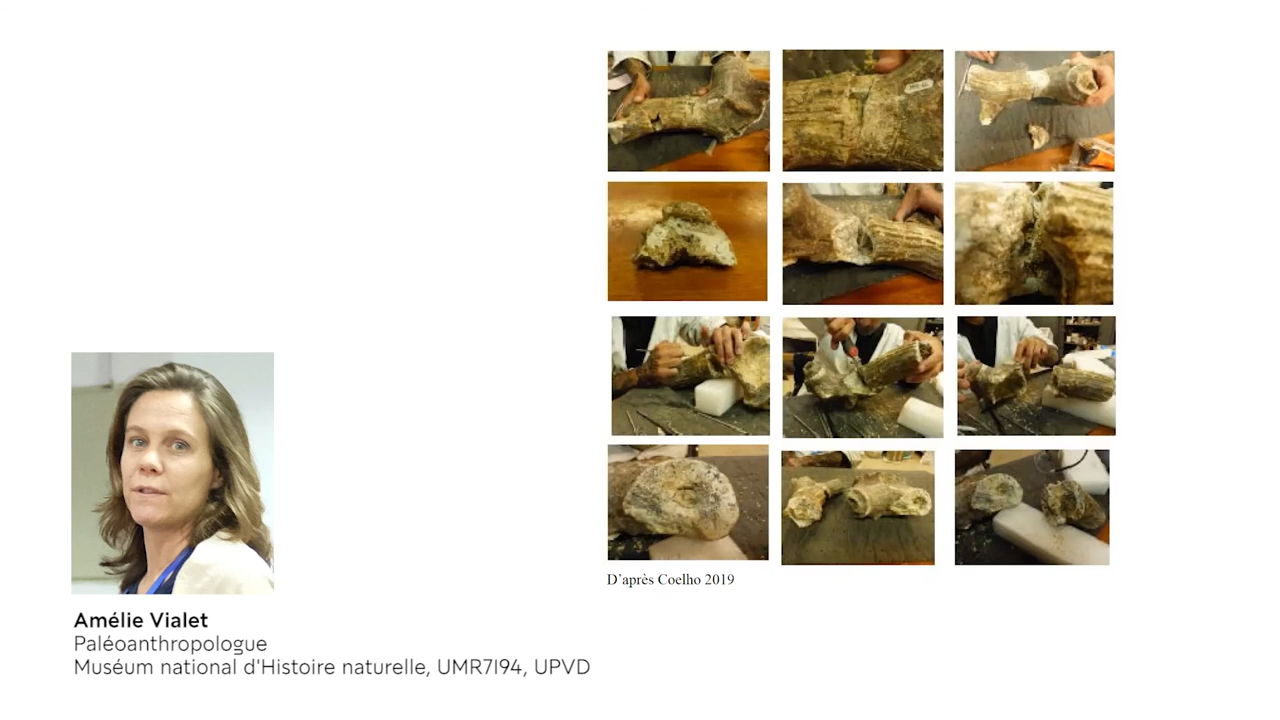 D'après Coelho 2019
Amélie Vialet
Paléoanthropologue
Muséum national d'Histoire naturelle, UMR7194, UPVD